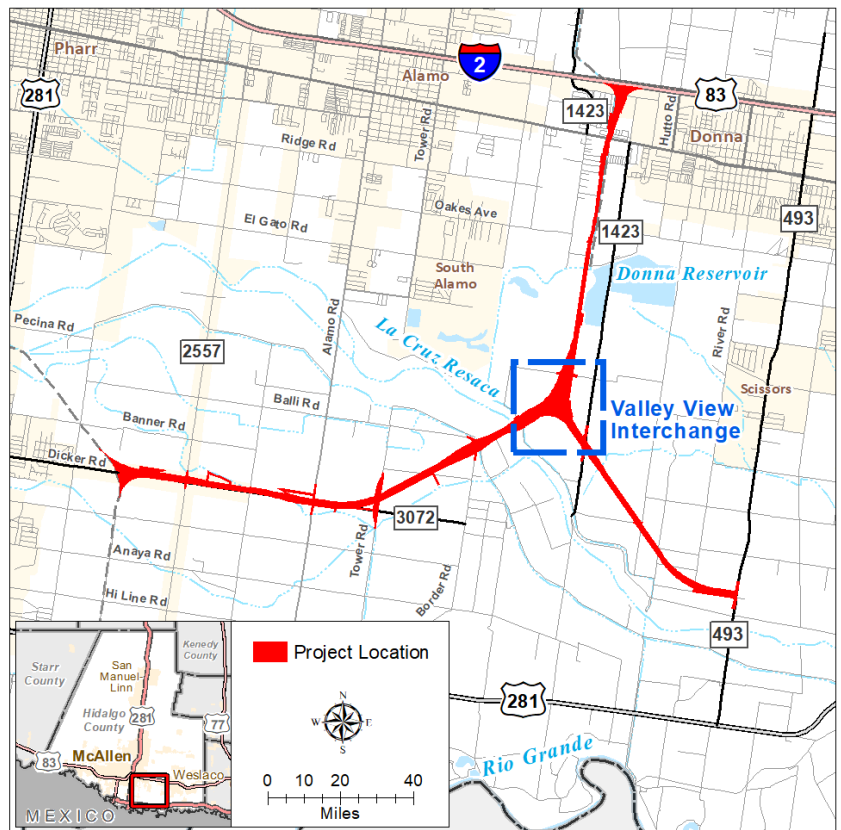 Pharr
281
Alamo
2
83
1423
Hutto Rd
Donna
Ridge Rd
Tower Rd
Oakes Ave
El Gato Rd
493
1423
South
Alamo
Donna Reservoir
Pecina Rd
2557
Alamo Rd
La Cruz Resaca
River Rd
Scissors
Balli Rd
Banner Rd
Valley View
Interchange
Dicker Rd
3072
Anaya Rd
Tower Rd
Border Rd
Hi Line Rd
493
281
Rio Grande
Starr
County
San
Manuel-
Linn
Kenedy
County
Hidalgo
County
281
77
McAllen
83
Weslaco
MEXICO
Project Location
N
W
E
S
0 10 20 40
Miles